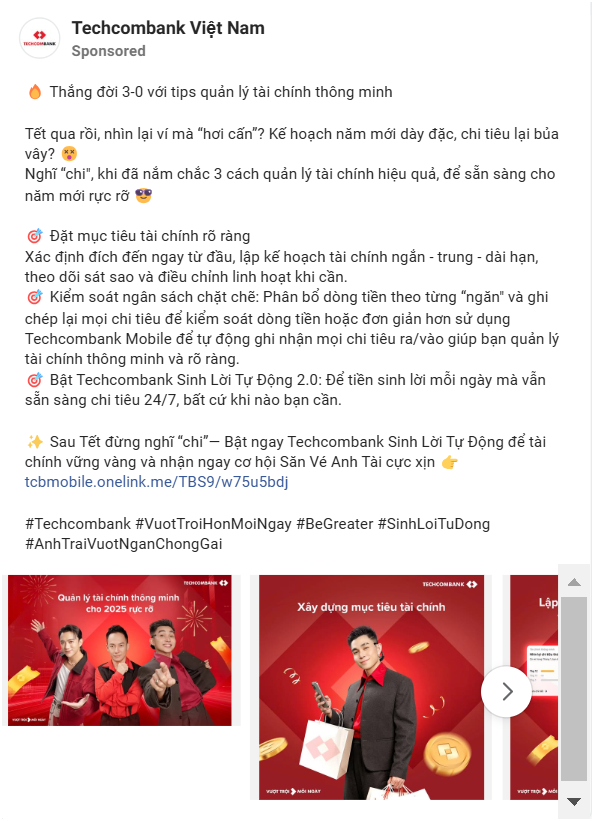 Techcombank Việt Nam
TECHCOMBANK
Sponsored
🔥 Thắng đời 3-0 với tips quản lý tài chính thông minh
Tết qua rồi, nhìn lại ví mà “hơi cấn”? Kế hoạch năm mới dày đặc, chi tiêu lại bủa
vây? 😵
Nghĩ “chi", khi đã nắm chắc 3 cách quản lý tài chính hiệu quả, để sẵn sàng cho
năm mới rực rỡ 😎
🎯 Đặt mục tiêu tài chính rõ ràng
Xác định đích đến ngay từ đầu, lập kế hoạch tài chính ngắn - trung - dài hạn,
theo dõi sát sao và điều chỉnh linh hoạt khi cần.
🎯 Kiểm soát ngân sách chặt chẽ: Phân bổ dòng tiền theo từng “ngăn" và ghi
chép lại mọi chi tiêu để kiểm soát dòng tiền hoặc đơn giản hơn sử dụng
Techcombank Mobile để tự động ghi nhận mọi chi tiêu ra/vào giúp bạn quản lý
tài chính thông minh và rõ ràng.
🎯 Bật Techcombank Sinh Lời Tự Động 2.0: Để tiền sinh lời mỗi ngày mà vẫn
sẵn sàng chi tiêu 24/7, bất cứ khi nào bạn cần.
✨ Sau Tết đừng nghĩ “chi”— Bật ngay Techcombank Sinh Lời Tự Động để tài
chính vững vàng và nhận ngay cơ hội Săn Vé Anh Tài cực xịn 👉
tcbmobile.onelink.me/TBS9/w75u5bdj
#Techcombank #VuotTroiHonMoiNgay #BeGreater #SinhLoiTuDong
#AnhTraiVuotNganChongGai
TECHCOMBANK
Quản lý tài chính thông minh
cho 2025 rực rỡ
VƯỢT TRỘI MỖI NGÀY
TECHCOMBANK
Xây dựng mục tiêu tài chính
VƯỢT TRỘI MỖI NGÀY
Lập
VƯỢT TRỘI MỖI